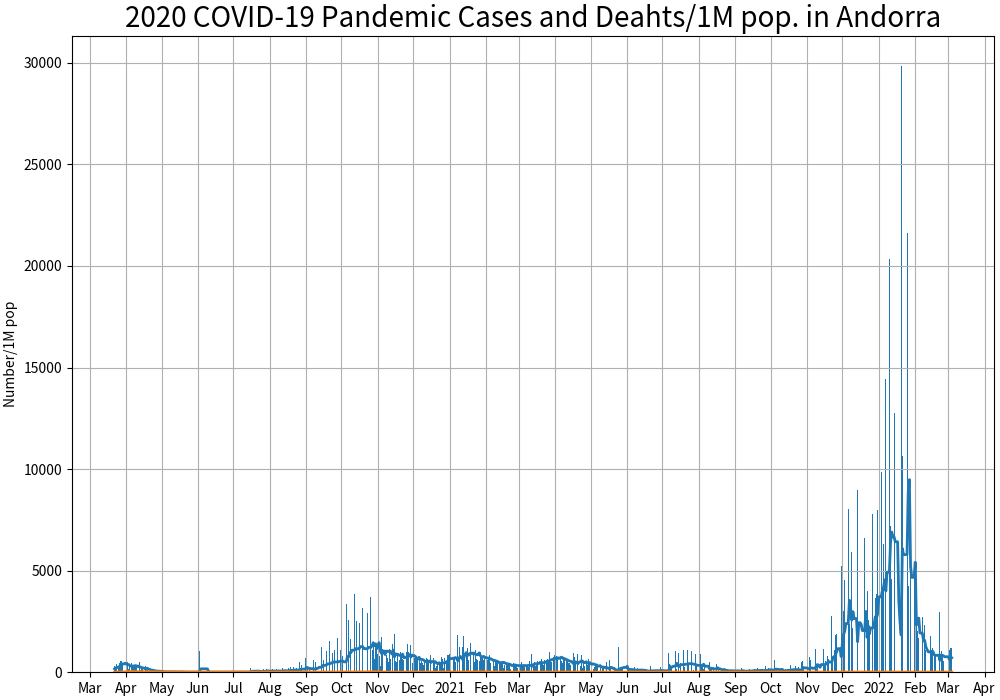 2020 COVID-19 Pandemic Cases and Deahts/1M pop. in Andorra
30000
25000
20000
15000
10000
5000
0
Number/1M pop
Mar Apr May Jun Jul Aug Sep Oct Nov Dec 2021 Feb Mar Apr May Jun Jul Aug Sep Oct Nov Dec 2022 Feb Mar Apr